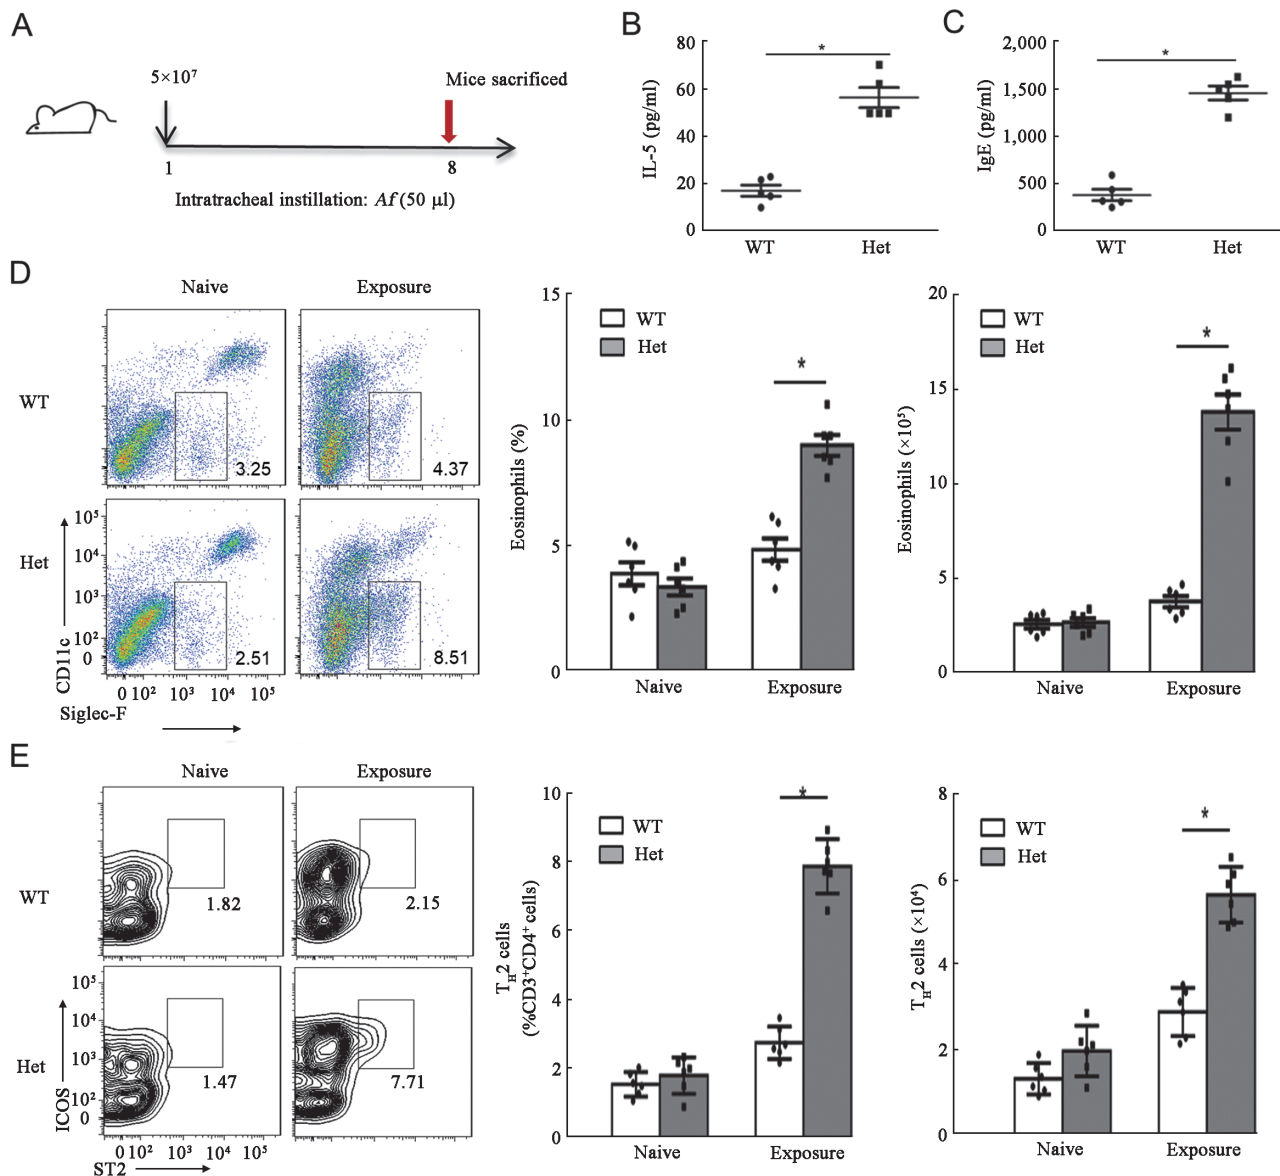 A
5×10⁷
Mice sacrificed
1
8
Intratracheal instillation: Af (50 μl)
B
80
60
40
20
0
IL-5 (pg/ml)
*
WT
Het
C
2,000
1,500
1,000
500
0
IgE (pg/ml)
*
WT
Het
D
Naive
Exposure
WT
3.25
4.37
Het
2.51
8.51
10⁵
10⁴
10³
10²
0
CD11c
0 10² 10³ 10⁴ 10⁵
Siglec-F
15
10
5
0
Eosinophils (%)
WT
Het
*
Naive
Exposure
20
15
10
5
0
Eosinophils (×10⁵)
WT
Het
*
Naive
Exposure
E
Naive
Exposure
WT
1.82
2.15
Het
1.47
7.71
10⁵
10⁴
10³
10²
0
ICOS
0 10² 10³ 10⁴ 10⁵
ST2
10
8
6
4
2
0
T_H2 cells
(%CD3⁺CD4⁺ cells)
WT
Het
*
Naive
Exposure
8
6
4
2
0
T_H2 cells (×10⁴)
WT
Het
*
Naive
Exposure